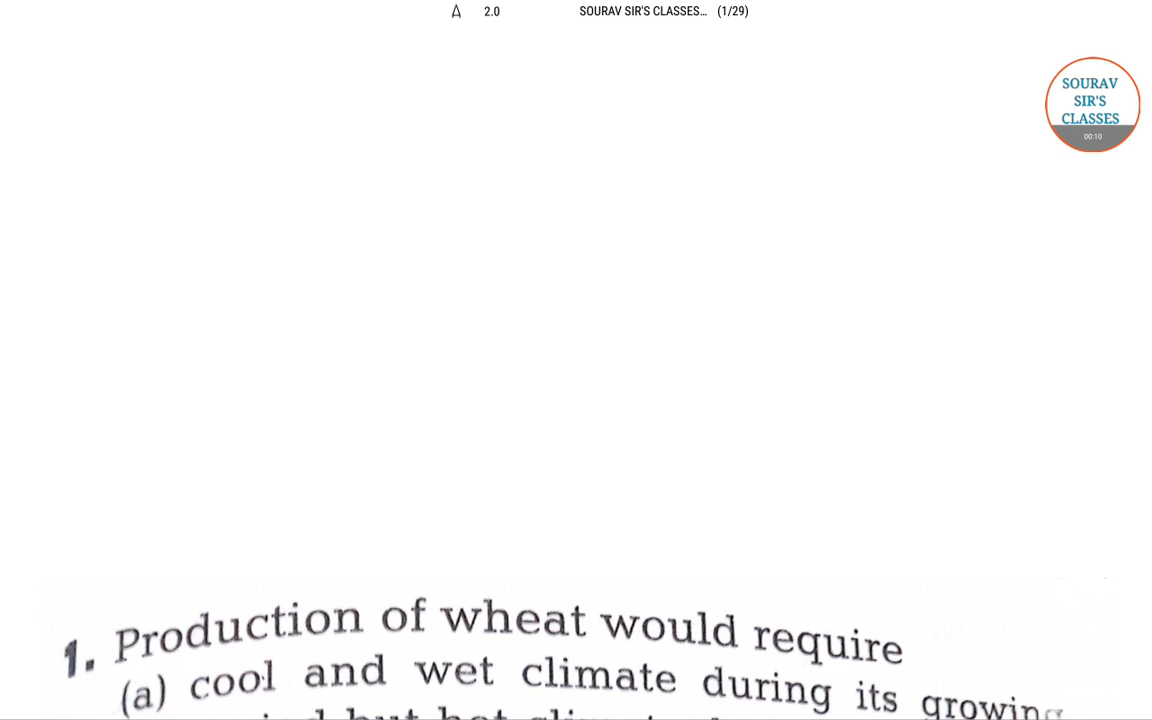 2.0 SOURAV SIR'S CLASSES... (1/29)
SOURAV
SIR'S
CLASSES
00:10
1. Production of wheat would require
(a) cool and wet climate during its growing